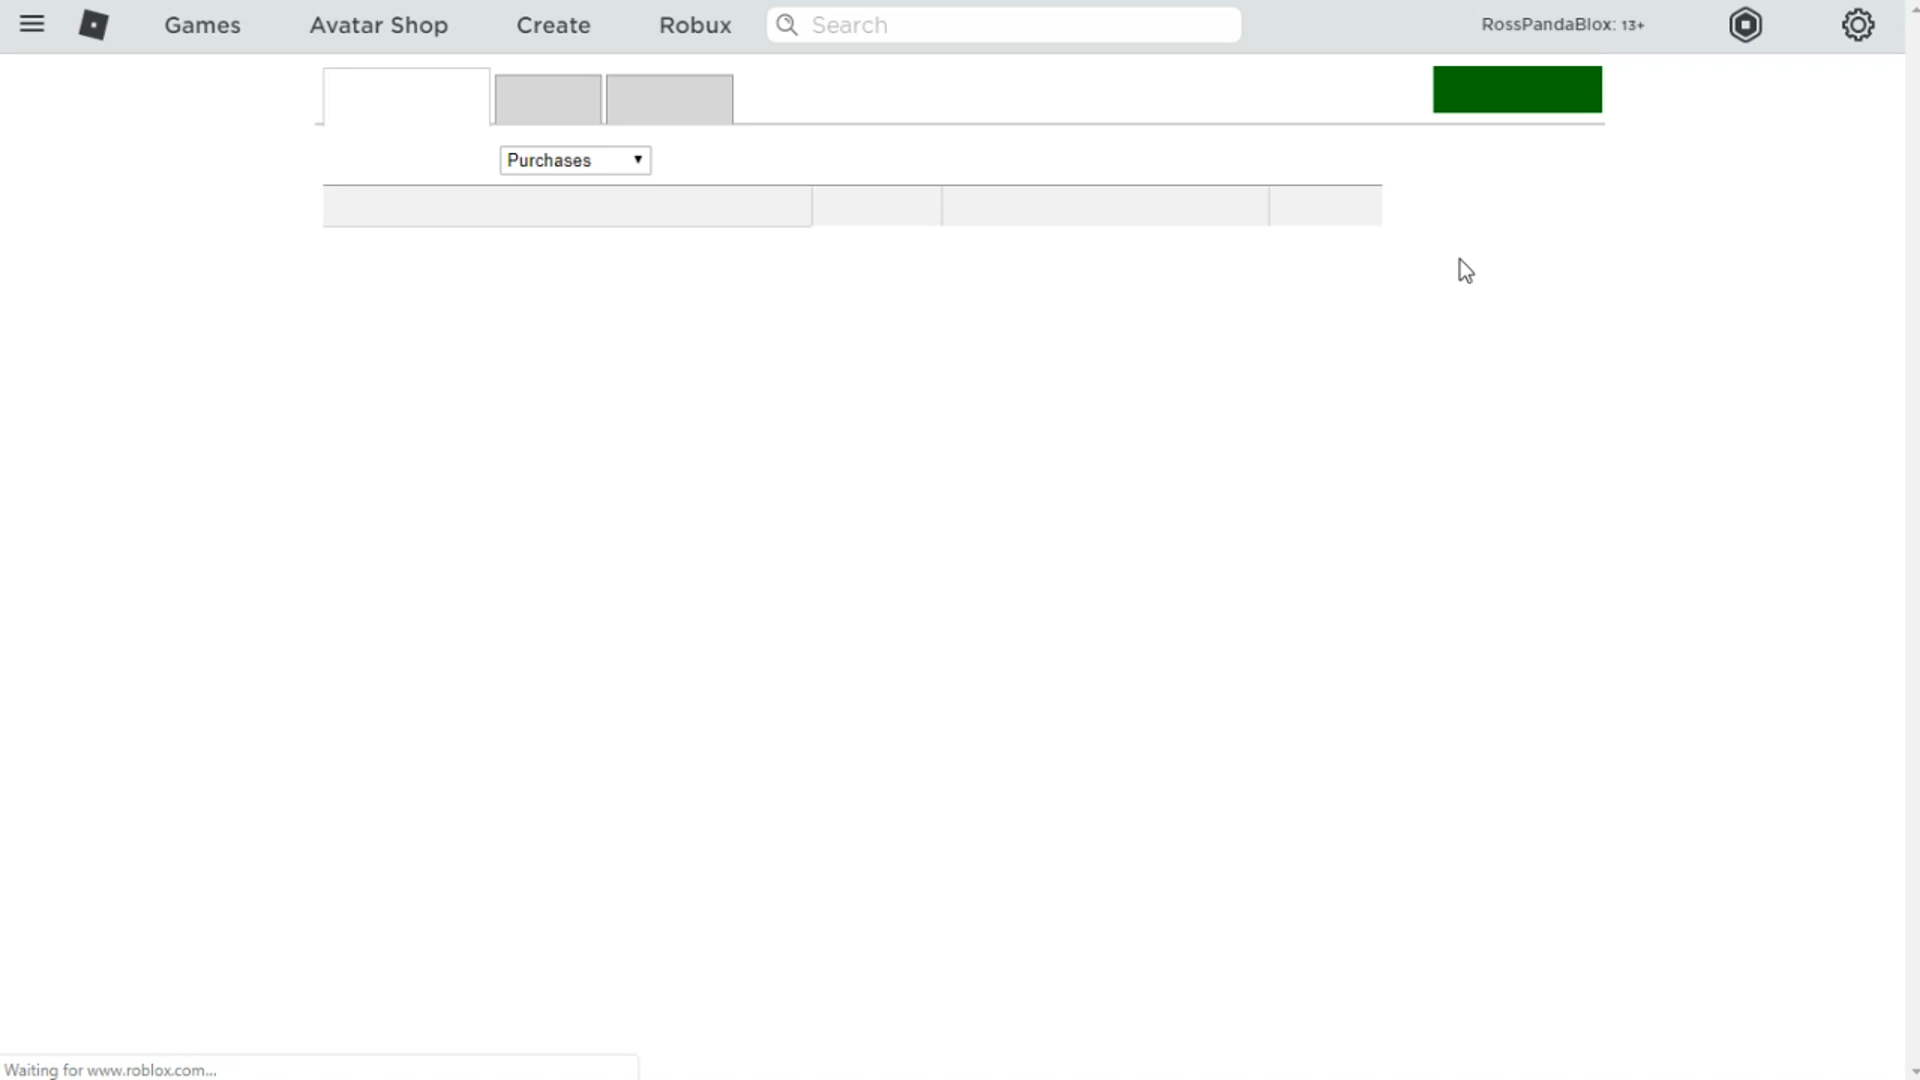 Games Avatar Shop Create Robux Search RossPandaBlox: 13+
Purchases
Waiting for www.roblox.com...